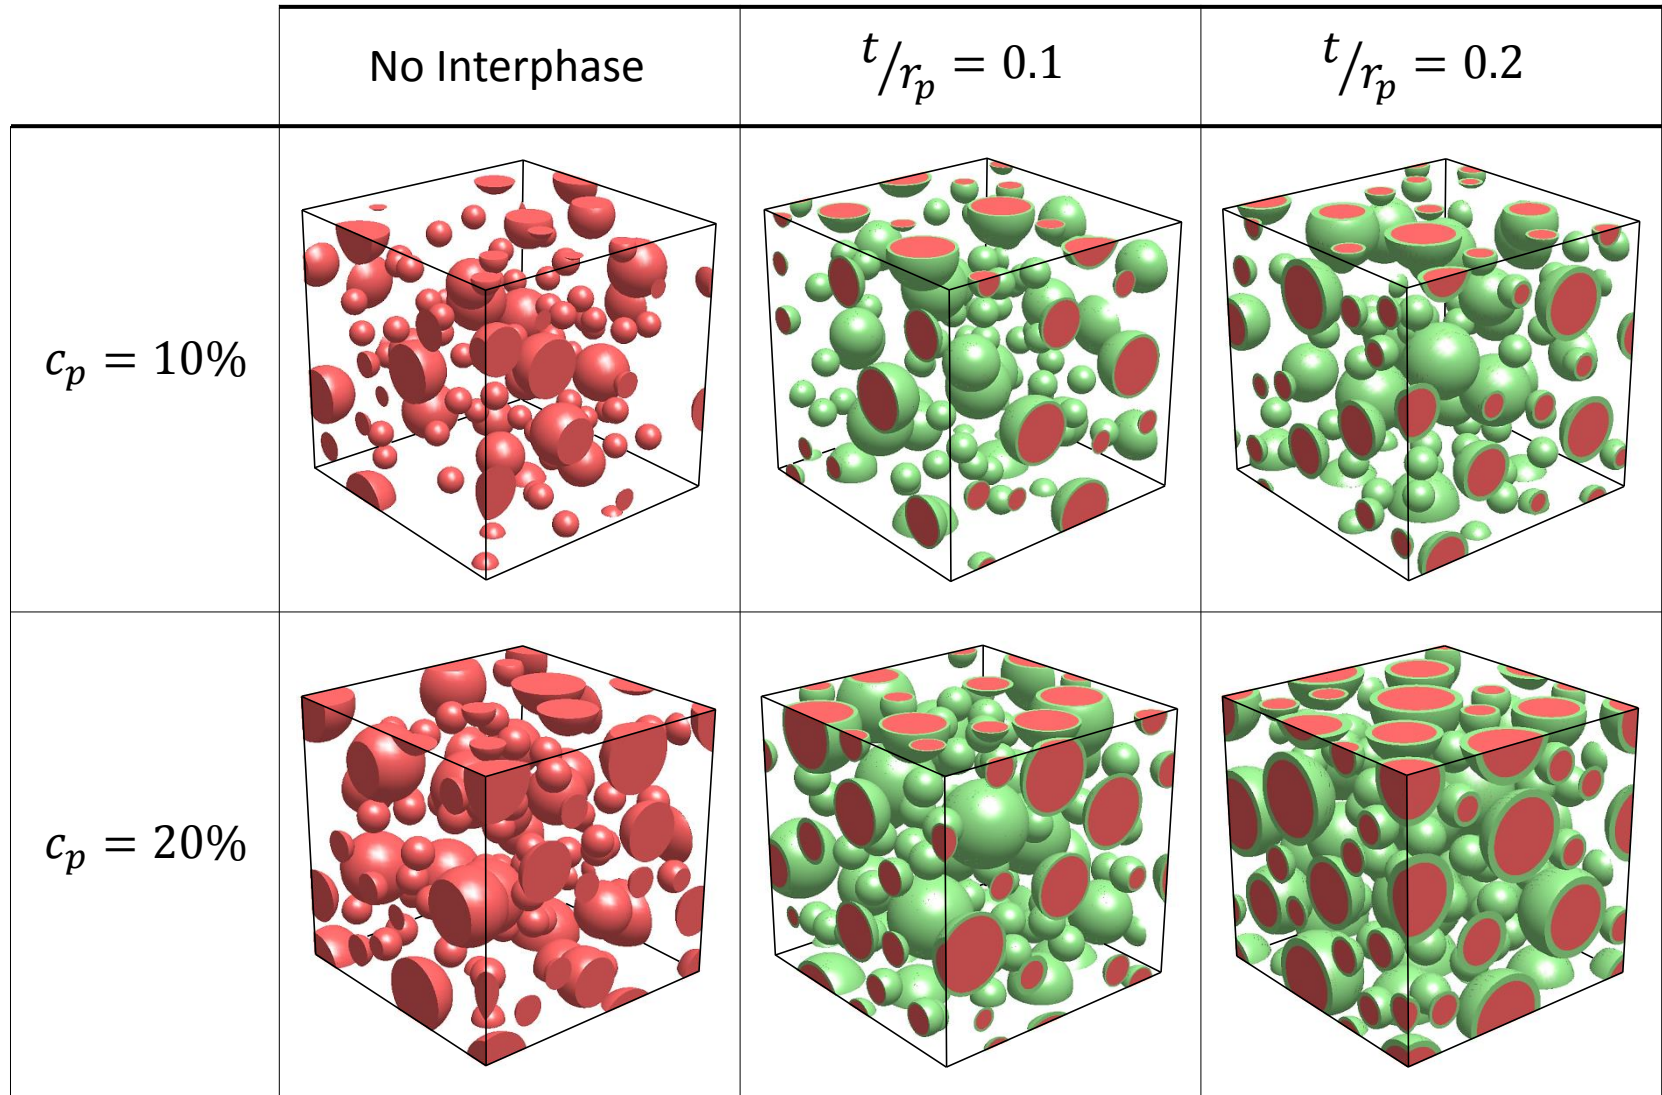 No Interphase
t/r_p = 0.1
t/r_p = 0.2
c_p = 10%
c_p = 20%